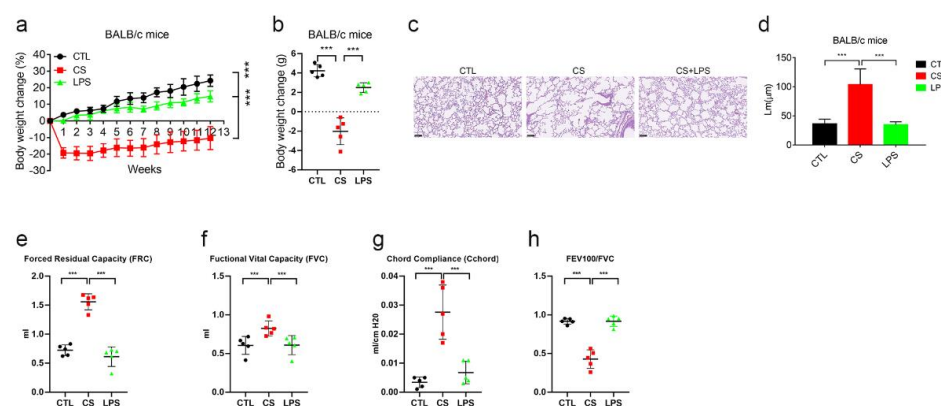 a
BALB/c mice
CTL
CS
LPS
Body weight change (%)
40
30
20
10
0
-10
-20
-30
1 2 3 4 5 6 7 8 9 10 11 12 13
Weeks
***
***
b
BALB/c mice
***
***
Body weight change (g)
6
4
2
0
-2
-4
-6
CTL CS LPS
c
CTL
CS
CS+LPS
d
BALB/c mice
***
***
Lm(μm)
150
100
50
0
CTL
CS
LPS
CT
CS
LP
e
Forced Residual Capacity (FRC)
***
***
ml
2.0
1.5
1.0
0.5
0.0
CTL CS LPS
f
Fuctional Vital Capacity (FVC)
***
***
ml
1.5
1.0
0.5
0.0
CTL CS LPS
g
Chord Compliance (Cchord)
***
***
ml/cm H20
0.04
0.03
0.02
0.01
0.00
CTL CS LPS
h
FEV100/FVC
***
***
1.5
1.0
0.5
0.0
CTL CS LPS